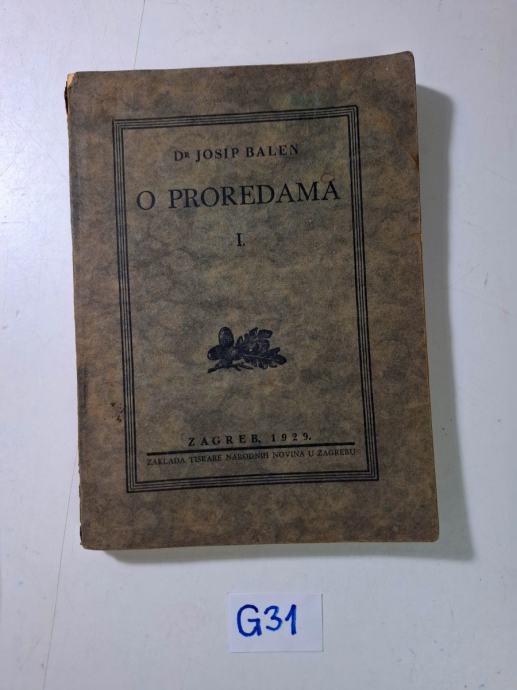 DR JOSIP BALEN
O PROREDAMA
I.
ZAGREB, 1929.
ZAKLADA TISKARE NARODNIH NOVINA U ZAGREBU
G31